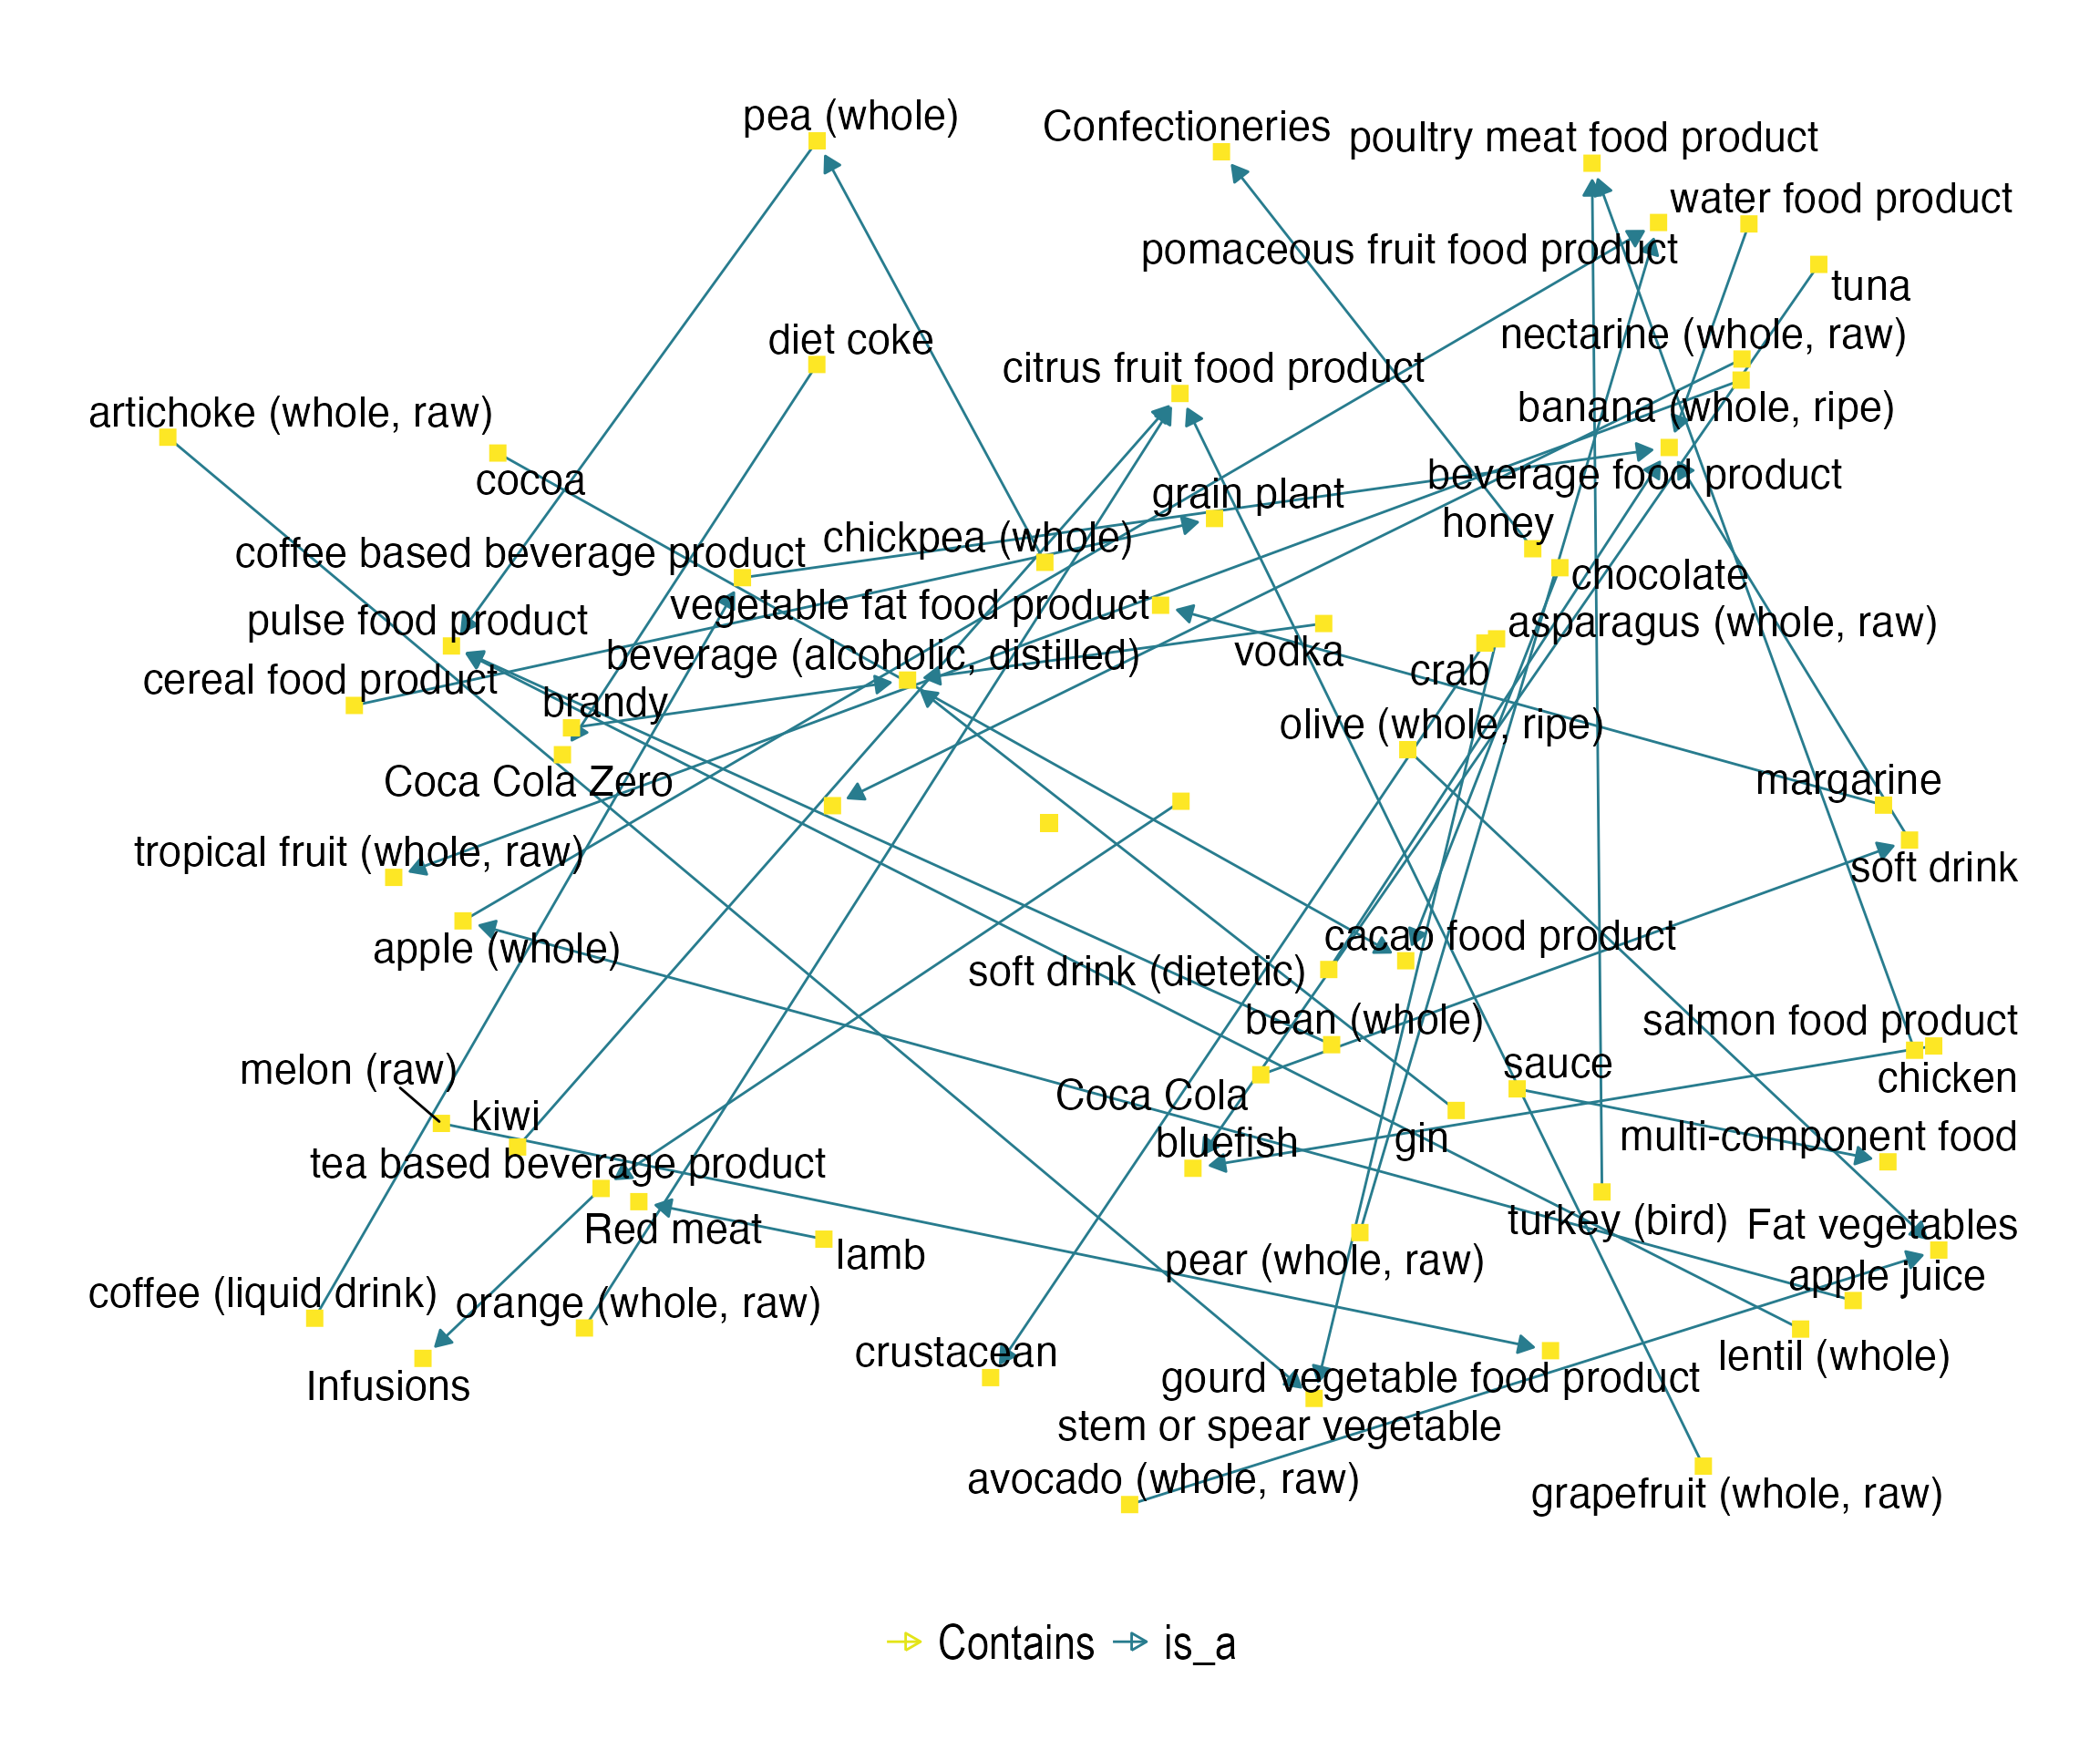 pea (whole)
Confectioneries
poultry meat food product
water food product
pomaceous fruit food product
tuna
nectarine (whole, raw)
diet coke
citrus fruit food product
banana (whole, ripe)
artichoke (whole, raw)
cocoa
beverage food product
grain plant
honey
chickpea (whole)
coffee based beverage product
chocolate
vegetable fat food product
pulse food product
asparagus (whole, raw)
beverage (alcoholic, distilled)
vodka
crab
cereal food product
brandy
olive (whole, ripe)
Coca Cola Zero
margarine
tropical fruit (whole, raw)
soft drink
apple (whole)
cacao food product
soft drink (dietetic)
bean (whole)
salmon food product
melon (raw)
sauce
chicken
Coca Cola
kiwi
bluefish
gin
multi-component food
tea based beverage product
Red meat
turkey (bird)
Fat vegetables
lamb
pear (whole, raw)
apple juice
coffee (liquid drink)
orange (whole, raw)
crustacean
lentil (whole)
Infusions
gourd vegetable food product
stem or spear vegetable
avocado (whole, raw)
grapefruit (whole, raw)
Contains
is_a